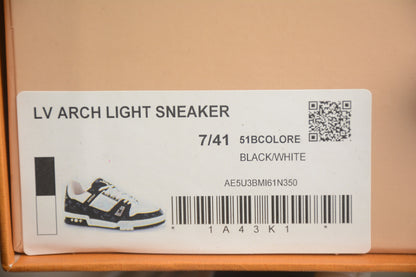 LV ARCH LIGHT SNEAKER
7/41 51BCOLORE
BLACK/WHITE
AE5U3BMI61N350
* 1A43K1 *